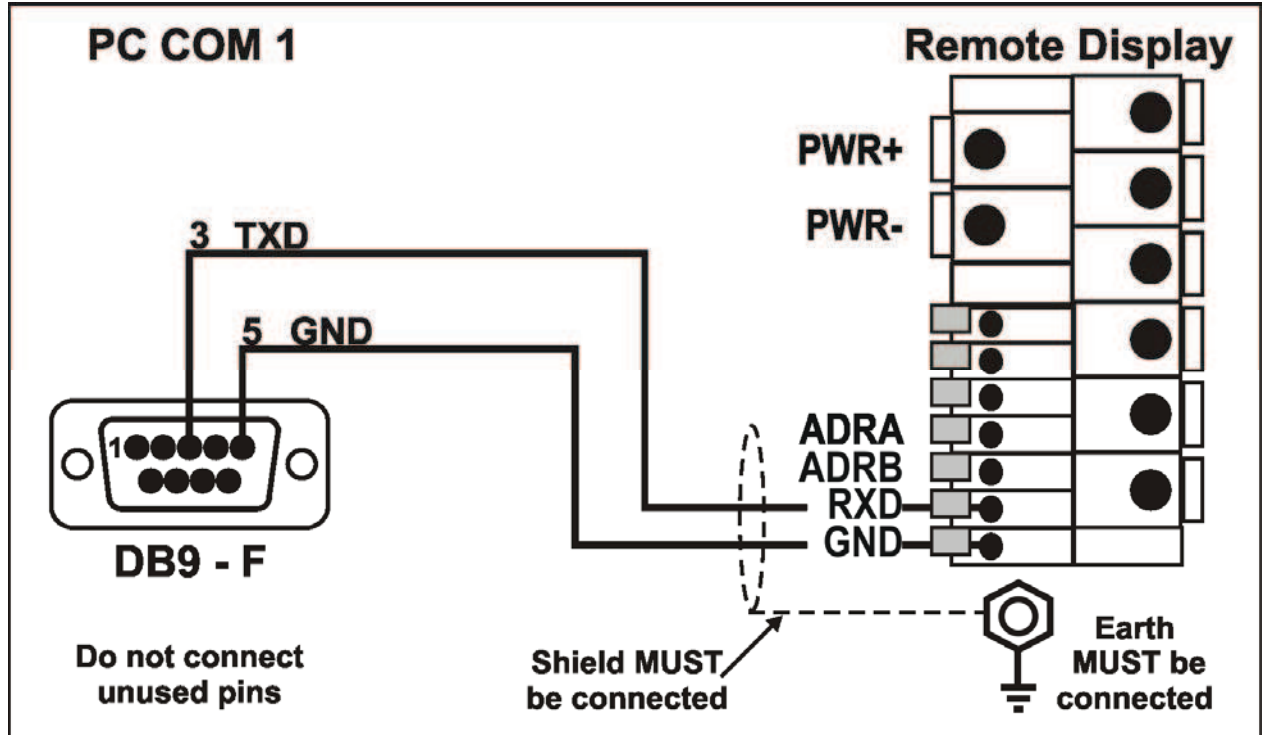 PC COM 1
Remote Display
PWR+
PWR-
3 TXD
5 GND
1
DB9 - F
ADRA
ADRB
RXD
GND
Do not connect
unused pins
Shield MUST
be connected
Earth
MUST be
connected